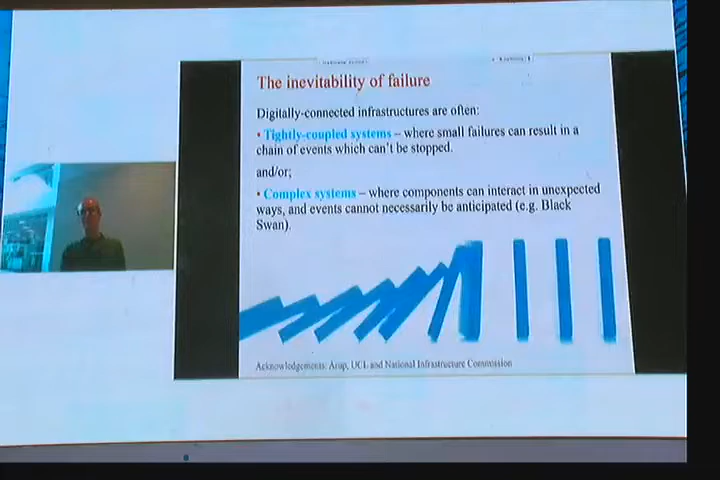 The inevitability of failure
Digitally-connected infrastructures are often:
• Tightly-coupled systems – where small failures can result in a
chain of events which can't be stopped.
and/or;
• Complex systems – where components can interact in unexpected
ways, and events cannot necessarily be anticipated (e.g. Black
Swan).
Acknowledgements: Arup, UCL and National Infrastructure Commission